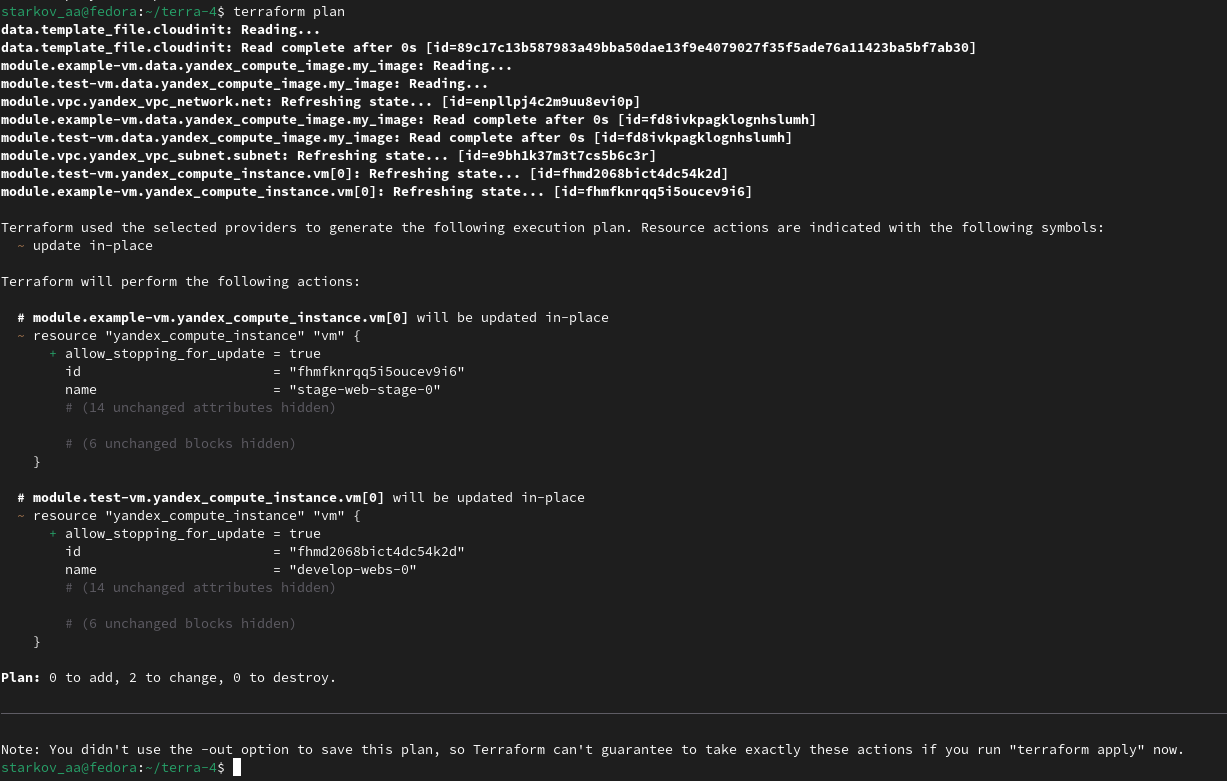 starkov_aa@fedora:~/terra-4$ terraform plan
data.template_file.cloudinit: Reading...
data.template_file.cloudinit: Read complete after 0s [id=89c17c13b587983a49bba50dae13f9e4079027f35f5ade76a11423ba5bf7ab30]
module.example-vm.data.yandex_compute_image.my_image: Reading...
module.test-vm.data.yandex_compute_image.my_image: Reading...
module.vpc.yandex_vpc_network.net: Refreshing state... [id=enpllpj4c2m9uu8evi0p]
module.example-vm.data.yandex_compute_image.my_image: Read complete after 0s [id=fd8ivkpagklognhslumh]
module.test-vm.data.yandex_compute_image.my_image: Read complete after 0s [id=fd8ivkpagklognhslumh]
module.vpc.yandex_vpc_subnet.subnet: Refreshing state... [id=e9bh1k37m3t7cs5b6c3r]
module.test-vm.yandex_compute_instance.vm[0]: Refreshing state... [id=fhmd2068bict4dc54k2d]
module.example-vm.yandex_compute_instance.vm[0]: Refreshing state... [id=fhmfknrqq5i5oucev9i6]

Terraform used the selected providers to generate the following execution plan. Resource actions are indicated with the following symbols:
  ~ update in-place

Terraform will perform the following actions:

  # module.example-vm.yandex_compute_instance.vm[0] will be updated in-place
  ~ resource "yandex_compute_instance" "vm" {
      + allow_stopping_for_update = true
        id                        = "fhmfknrqq5i5oucev9i6"
        name                      = "stage-web-stage-0"
        # (14 unchanged attributes hidden)

        # (6 unchanged blocks hidden)
    }

  # module.test-vm.yandex_compute_instance.vm[0] will be updated in-place
  ~ resource "yandex_compute_instance" "vm" {
      + allow_stopping_for_update = true
        id                        = "fhmd2068bict4dc54k2d"
        name                      = "develop-webs-0"
        # (14 unchanged attributes hidden)

        # (6 unchanged blocks hidden)
    }

Plan: 0 to add, 2 to change, 0 to destroy.

Note: You didn't use the -out option to save this plan, so Terraform can't guarantee to take exactly these actions if you run "terraform apply" now.
starkov_aa@fedora:~/terra-4$